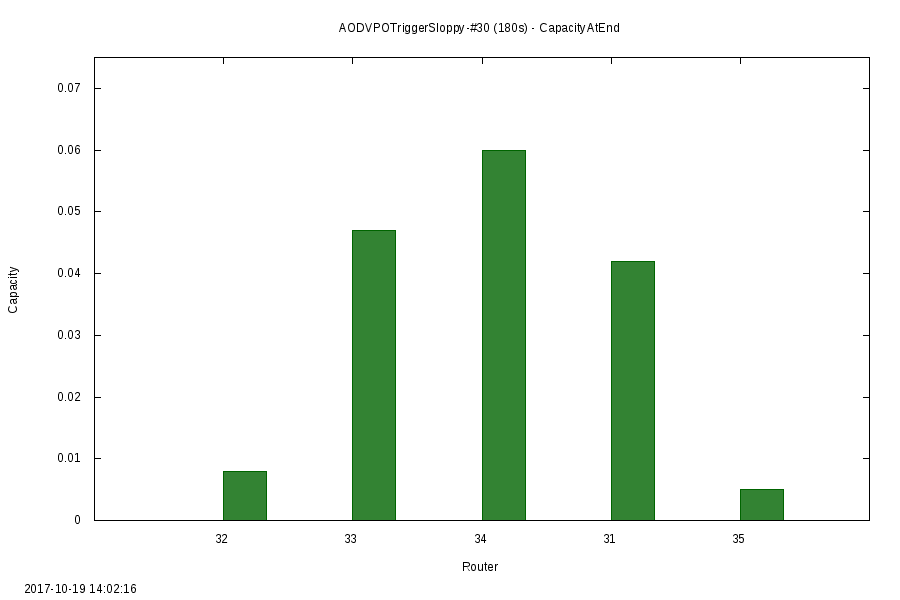 AODVPOTriggerSloppy-#30 (180s) - CapacityAtEnd
0.07
0.06
0.05
0.04
0.03
0.02
0.01
0
Capacity
32 33 34 31 35
Router
2017-10-19 14:02:16